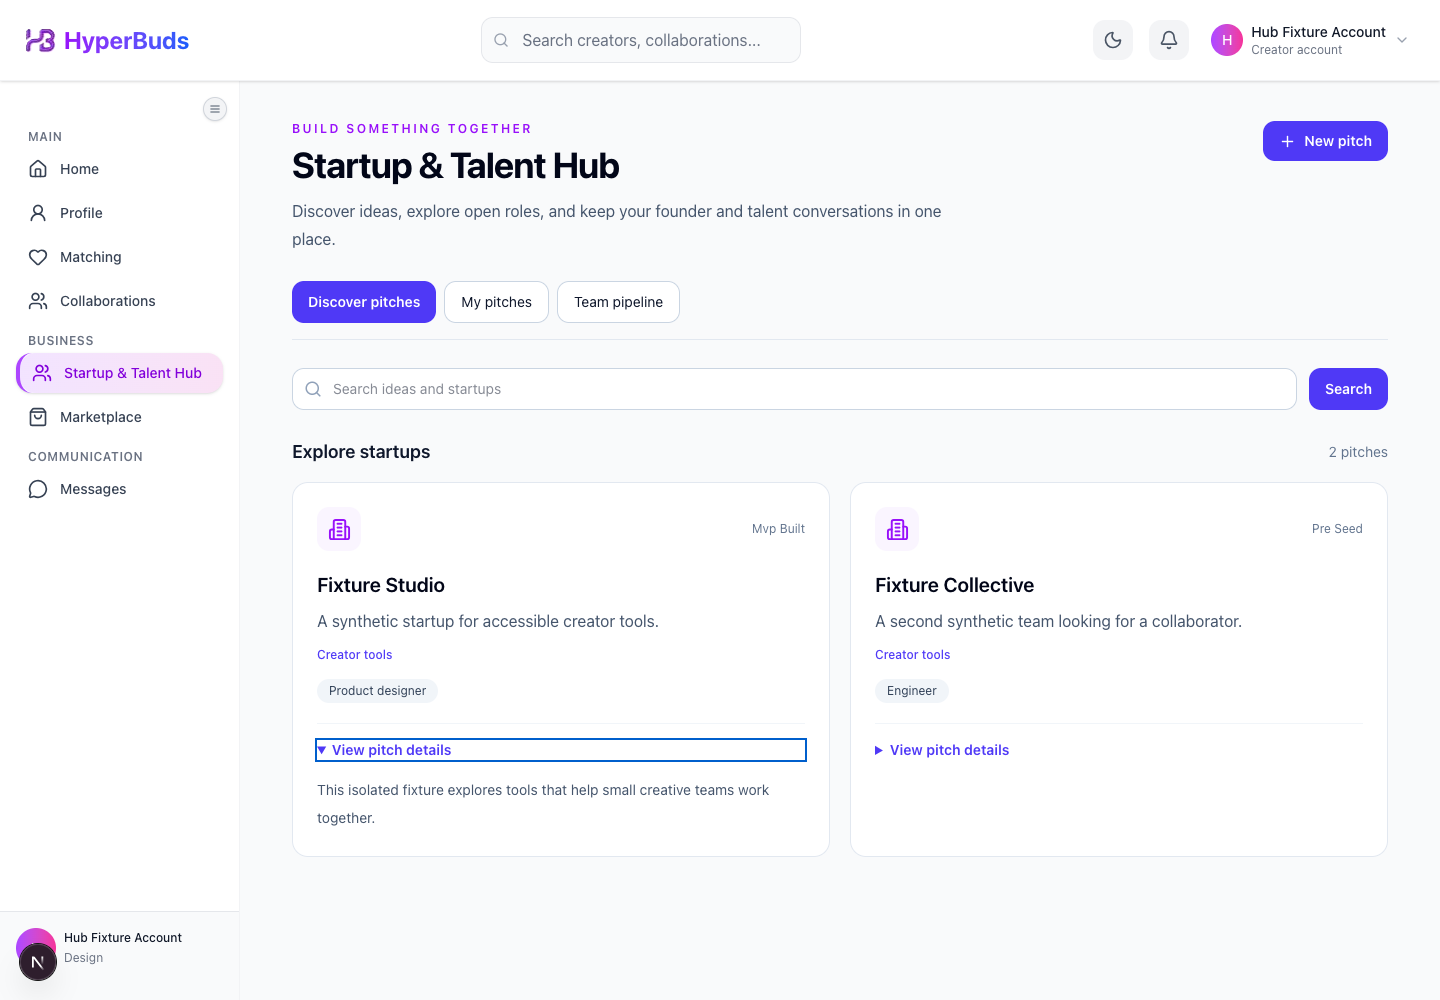 HyperBuds
Search creators, collaborations...
H
Hub Fixture Account
Creator account
MAIN
Home
Profile
Matching
Collaborations
BUSINESS
Startup & Talent Hub
Marketplace
COMMUNICATION
Messages
Hub Fixture Account
Design
N
BUILD SOMETHING TOGETHER
Startup & Talent Hub
Discover ideas, explore open roles, and keep your founder and talent conversations in one
place.
New pitch
Discover pitches
My pitches
Team pipeline
Search ideas and startups
Search
Explore startups
2 pitches
Mvp Built
Fixture Studio
A synthetic startup for accessible creator tools.
Creator tools
Product designer
View pitch details
This isolated fixture explores tools that help small creative teams work
together.
Pre Seed
Fixture Collective
A second synthetic team looking for a collaborator.
Creator tools
Engineer
View pitch details